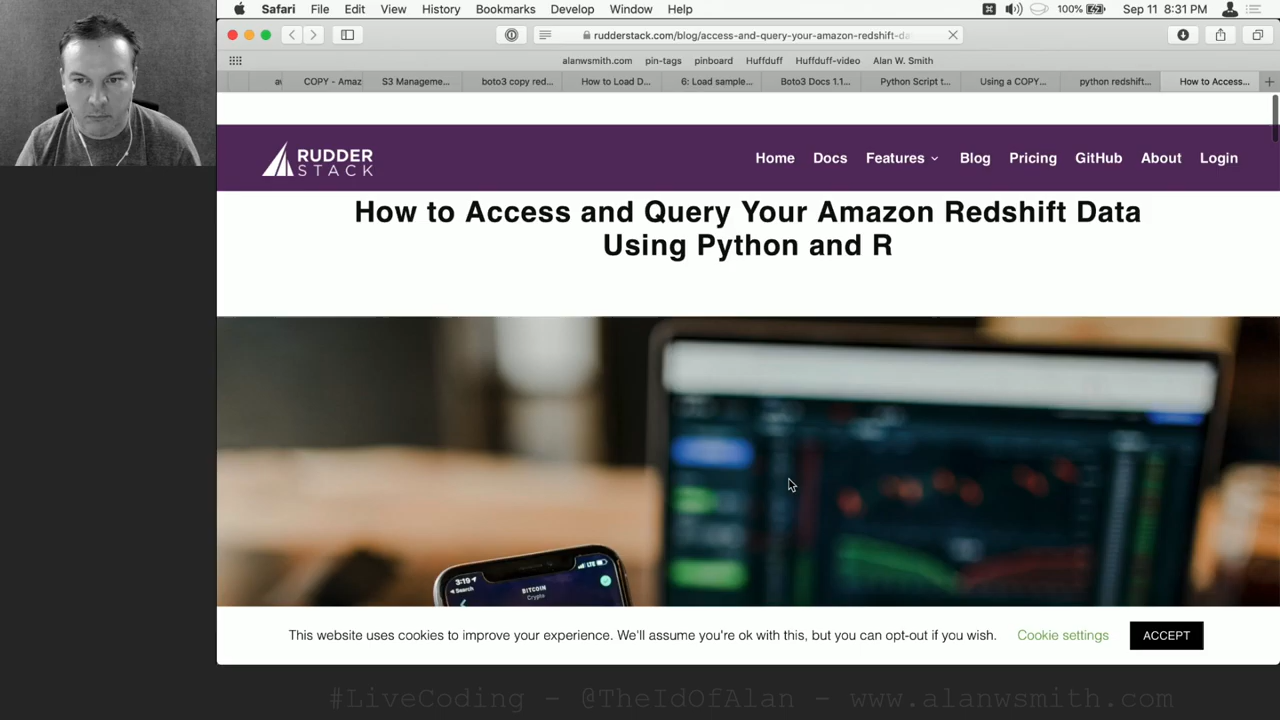 Safari File Edit View History Bookmarks Develop Window Help 100% Sep 11 8:31 PM
rudderstack.com/blog/access-and-query-your-amazon-redshift-da
alanwsmith.com pin-tags pinboard Huffduff Huffduff-video Alan W. Smith
COPY - Amaz S3 Manageme... boto3 copy red... How to Load D... 6: Load sample... Boto3 Docs 1.1... Python Script t... Using a COPY... python redshift... How to Access...
RUDDER
STACK
Home Docs Features Blog Pricing GitHub About Login
How to Access and Query Your Amazon Redshift Data
Using Python and R
3:19
LTE
Search
BITCOIN
Crypto
This website uses cookies to improve your experience. We'll assume you're ok with this, but you can opt-out if you wish. Cookie settings ACCEPT
#LiveCoding - @TheIdOfAlan - www.alanwsmith.com